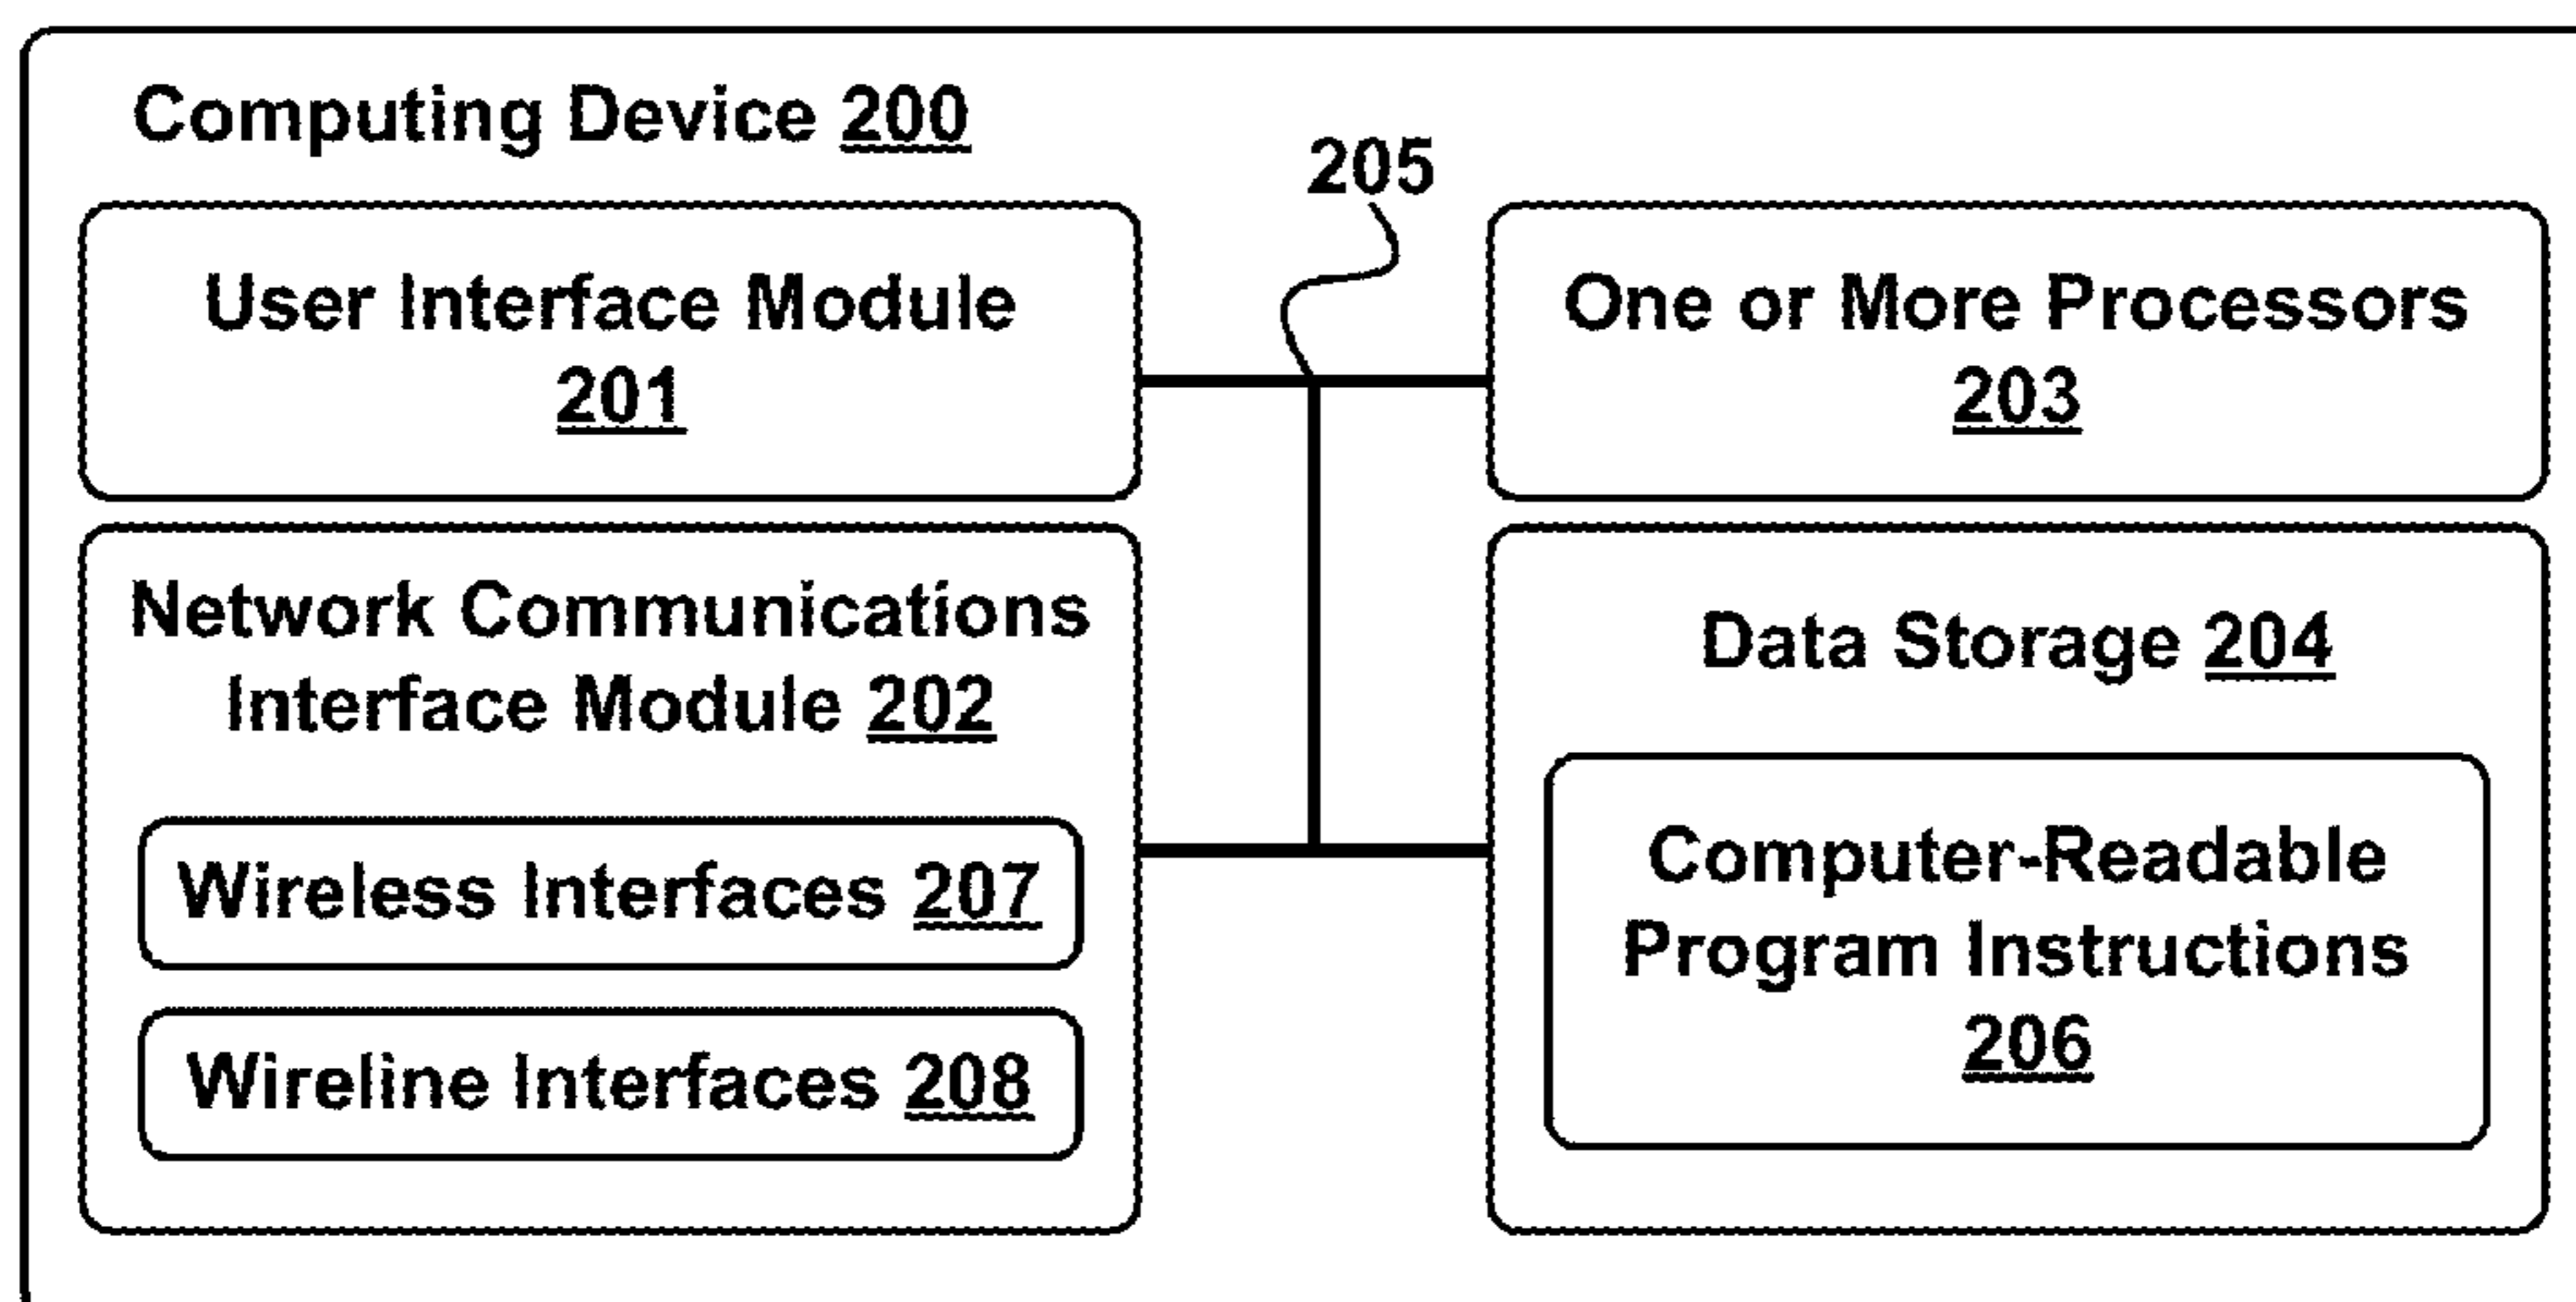 Computing Device 200
205
User Interface Module
201
One or More Processors
203
Network Communications
Interface Module 202
Wireless Interfaces 207
Wireline Interfaces 208
Data Storage 204
Computer-Readable
Program Instructions
206